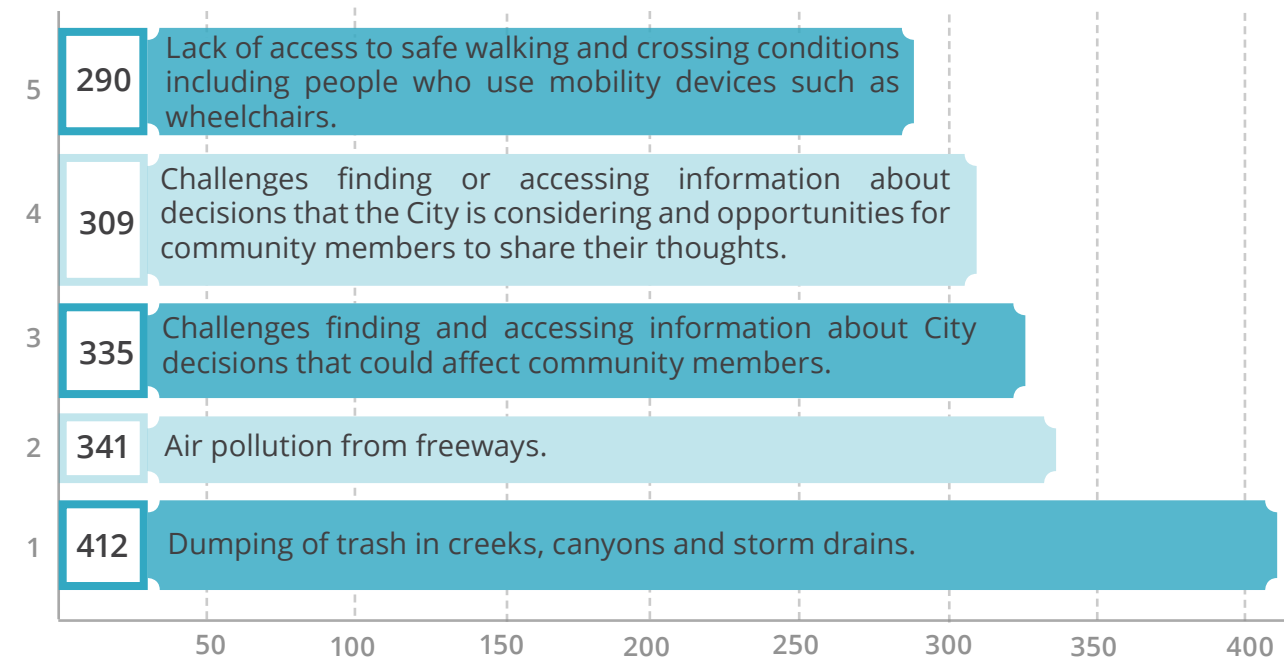 5
290
Lack of access to safe walking and crossing conditions
including people who use mobility devices such as
wheelchairs.
4
309
Challenges finding or accessing information about
decisions that the City is considering and opportunities for
community members to share their thoughts.
3
335
Challenges finding and accessing information about City
decisions that could affect community members.
2
341
Air pollution from freeways.
1
412
Dumping of trash in creeks, canyons and storm drains.
50 100 150 200 250 300 350 400